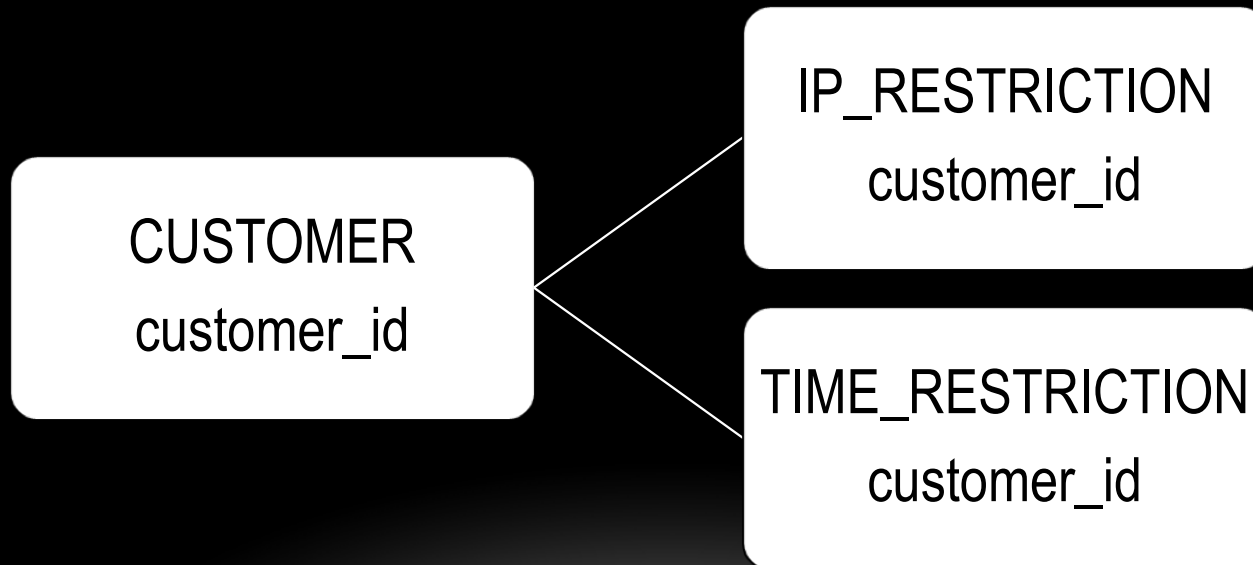 CUSTOMER
customer_id
IP_RESTRICTION
customer_id
TIME_RESTRICTION
customer_id